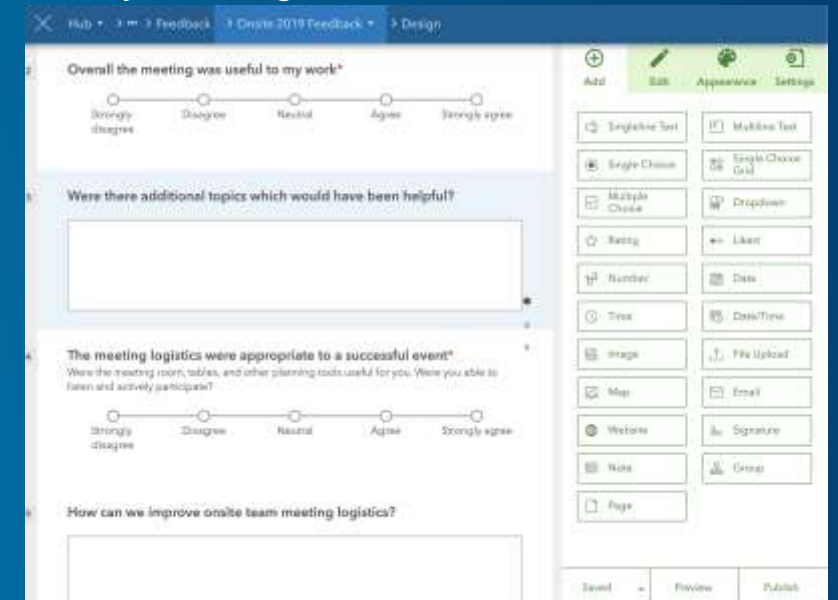 Hub
Feedback
Onsite 2019 Feedback
Design
2
Overall the meeting was useful to my work*
Strongly disagree
Disagree
Neutral
Agree
Strongly agree
3
Were there additional topics which would have been helpful?
4
The meeting logistics were appropriate to a successful event*
Were the meeting room, tables, and other planning tools useful for you. Were you able to
listen and actively participate?
Strongly disagree
Disagree
Neutral
Agree
Strongly agree
How can we improve onsite team meeting logistics?
Add
Edit
Appearance
Settings
Singleline Text
Multiline Text
Single Choice
Single Choice Grid
Multiple Choice
Dropdown
Rating
Likert
Number
Date
Time
Date/Time
Image
File Upload
Map
Email
Website
Signature
Note
Group
Page
Saved
Preview
Publish